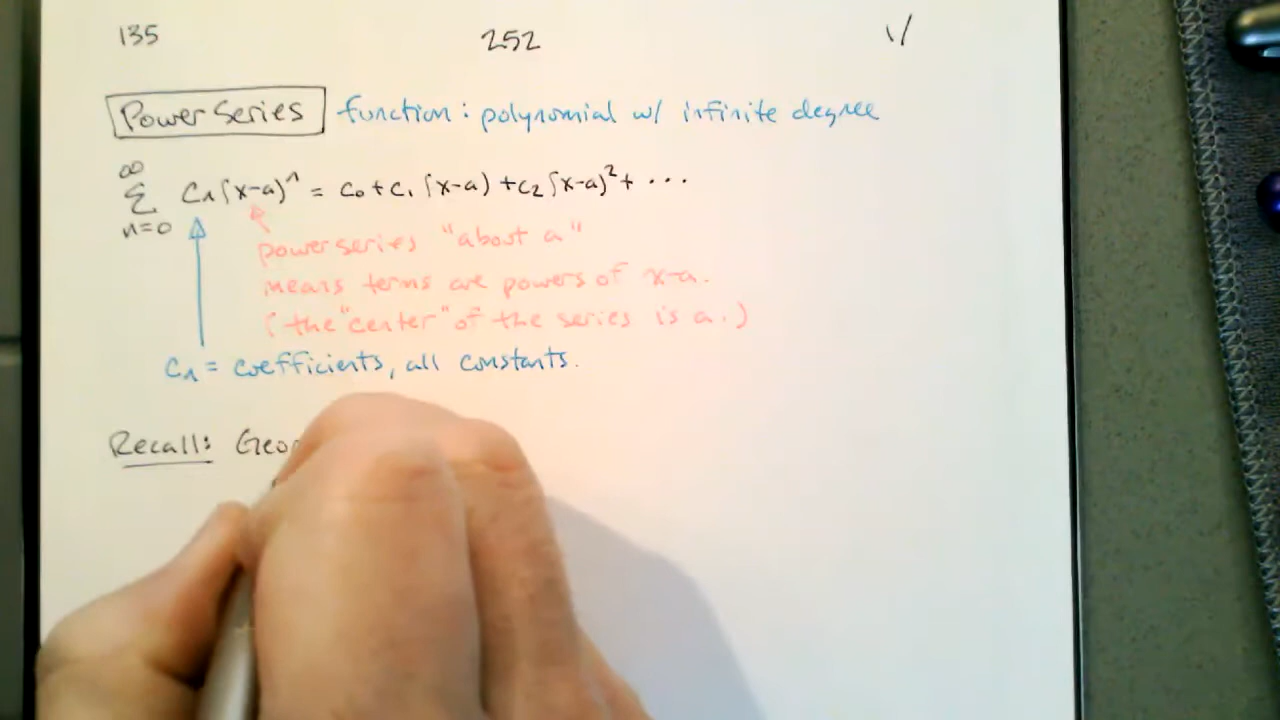 135 252 1/
Power Series function: polynomial w/ infinite degree
∞
Σ cₙ(x-a)ⁿ = c₀ + c₁(x-a) + c₂(x-a)² + ...
n=0
power series "about a"
means terms are powers of x-a.
(the "center" of the series is a.)
cₙ = coefficients, all constants.
Recall: Geo